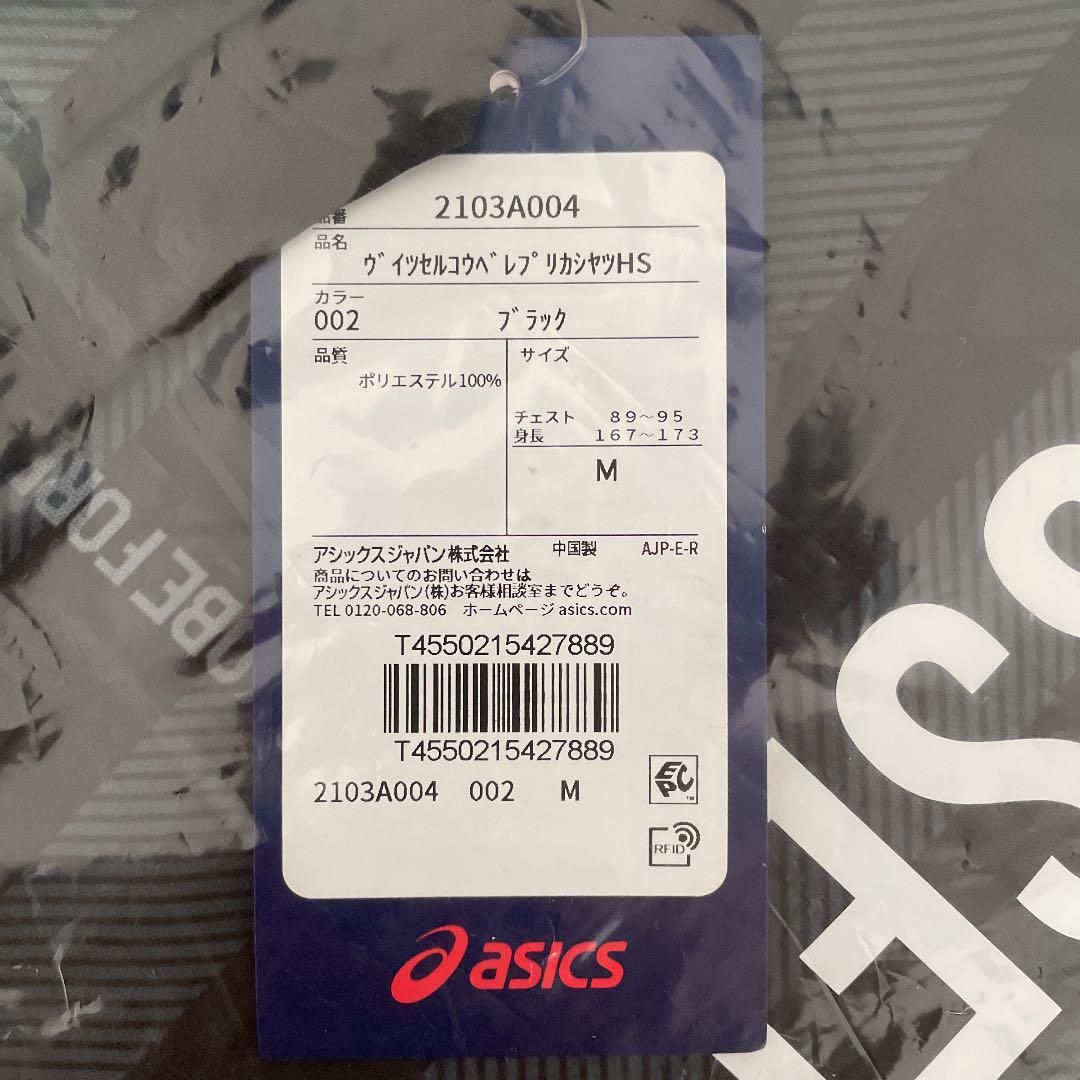 品番 2103A004
品名
ヴイツセルコウベレプリカシヤツHS
カラー
002 ブラック
品質 サイズ
ポリエステル100%
チェスト 89～95
身長 167～173
M
アシックスジャパン株式会社 中国製 AJP-E-R
商品についてのお問い合わせは
アシックスジャパン(株)お客様相談室までどうぞ。
TEL 0120-068-806 ホームページ asics.com
T4550215427889
T4550215427889
2103A004 002 M
EPC
RFID
asics
OBE FOR
SSE